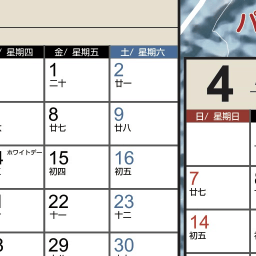 / 星期四 金/ 星期五 土/ 星期六
1 2
二十 廿一
8 9
廿七 廿八
ホワイトデー 15 16
初四 初五
22 23
十一 十二
29 30
十八
パ
4
日/ 星期日
7
廿七
14
初五